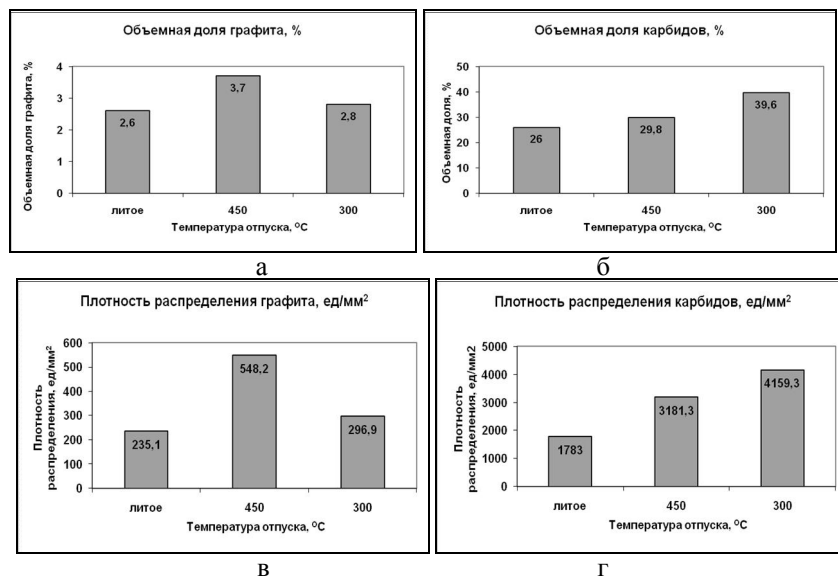 Объемная доля графита, %
Объемная доля графита, %
4
3
2
1
0
2,6
3,7
2,8
литое
450
300
Температура отпуска, ОС
а
Объемная доля карбидов, %
Объемная доля, %
50
40
30
20
10
0
26
29,8
39,6
литое
450
300
Температура отпуска, ОС
б
Плотность распределения графита, ед/мм²
Плотность
распределения, ед/мм²
600
500
400
300
200
100
0
235,1
548,2
296,9
литое
450
300
Температура отпуска, ОС
в
Плотность распределения карбидов, ед/мм²
Плотность
распределения, ед/мм2
5000
4000
3000
2000
1000
0
1783
3181,3
4159,3
литое
450
300
Температура отпуска, ОС
г